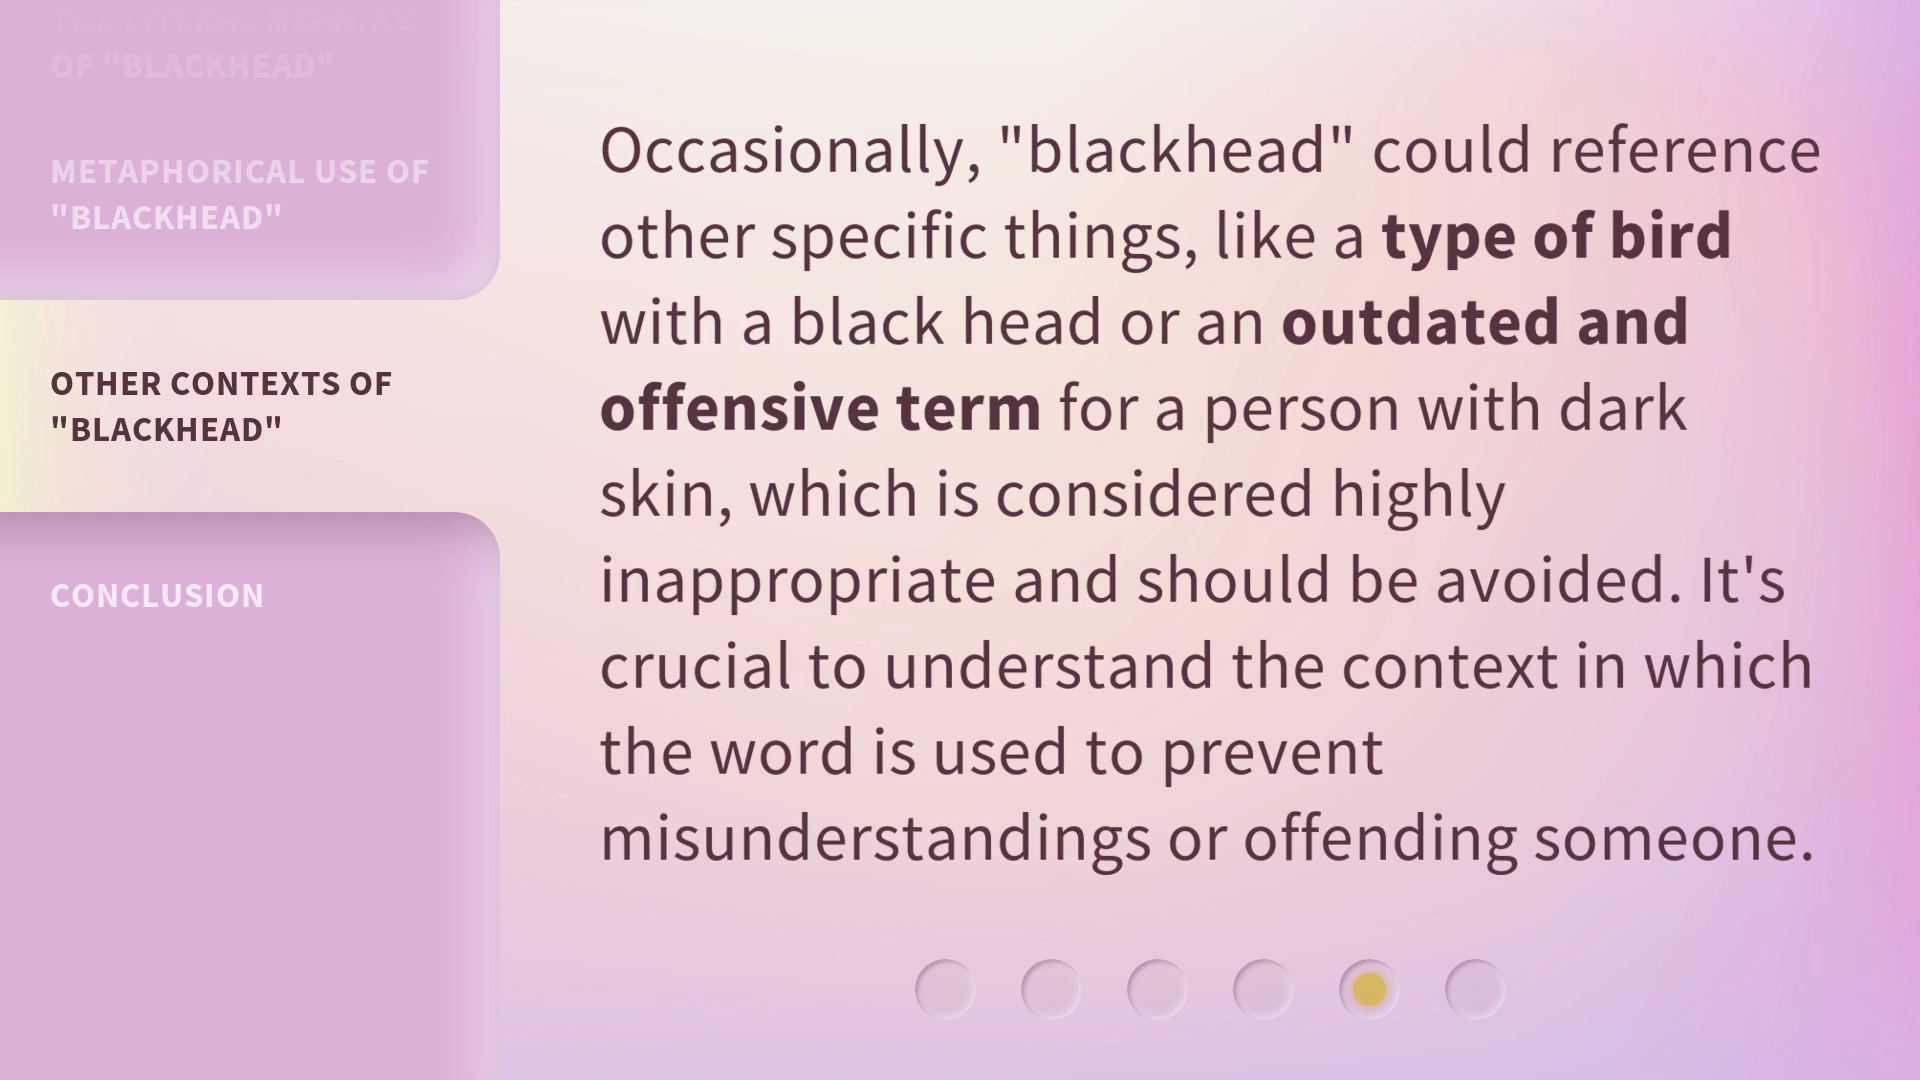 THE LITERAL MEANING
OF "BLACKHEAD"
METAPHORICAL USE OF
"BLACKHEAD"
OTHER CONTEXTS OF
"BLACKHEAD"
CONCLUSION
Occasionally, "blackhead" could reference
other specific things, like a type of bird
with a black head or an outdated and
offensive term for a person with dark
skin, which is considered highly
inappropriate and should be avoided. It's
crucial to understand the context in which
the word is used to prevent
misunderstandings or offending someone.